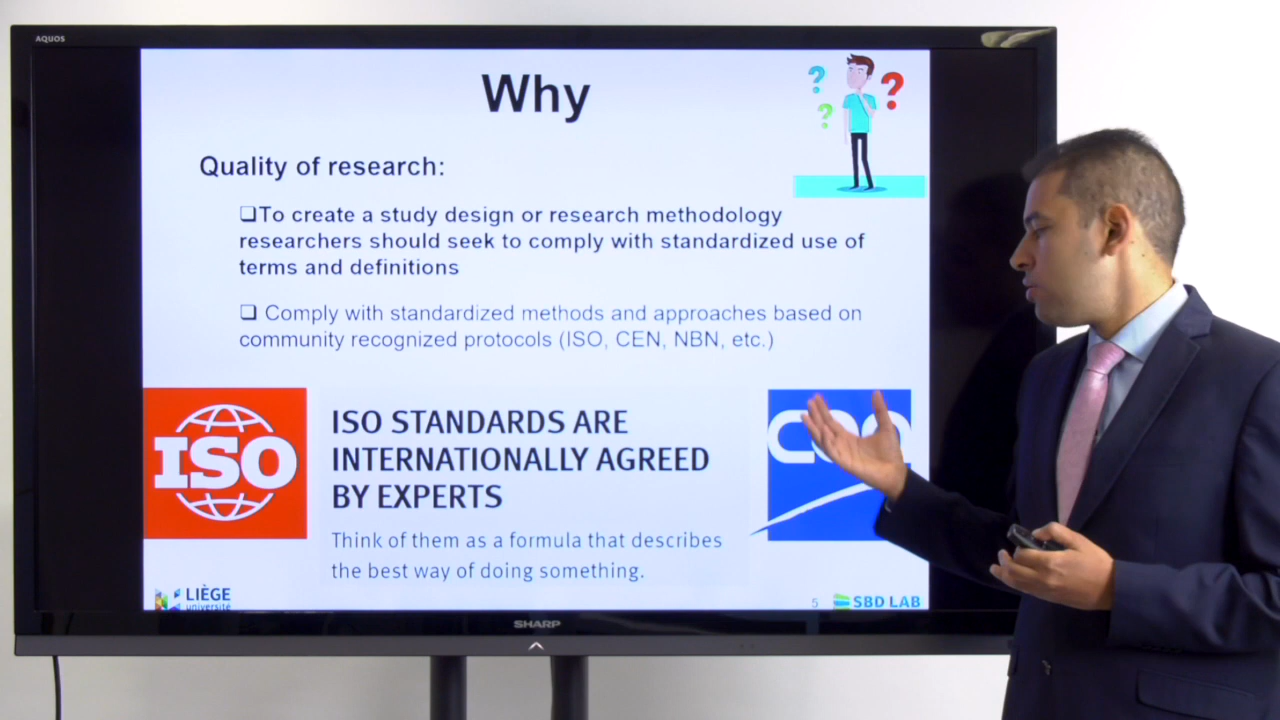 AQUOS
Why
Quality of research:
❑To create a study design or research methodology
researchers should seek to comply with standardized use of
terms and definitions
❑ Comply with standardized methods and approaches based on
community recognized protocols (ISO, CEN, NBN, etc.)
ISO
ISO STANDARDS ARE
INTERNATIONALLY AGREED
BY EXPERTS
Think of them as a formula that describes
the best way of doing something.
LIÈGE
université
5
SBD LAB
SHARP